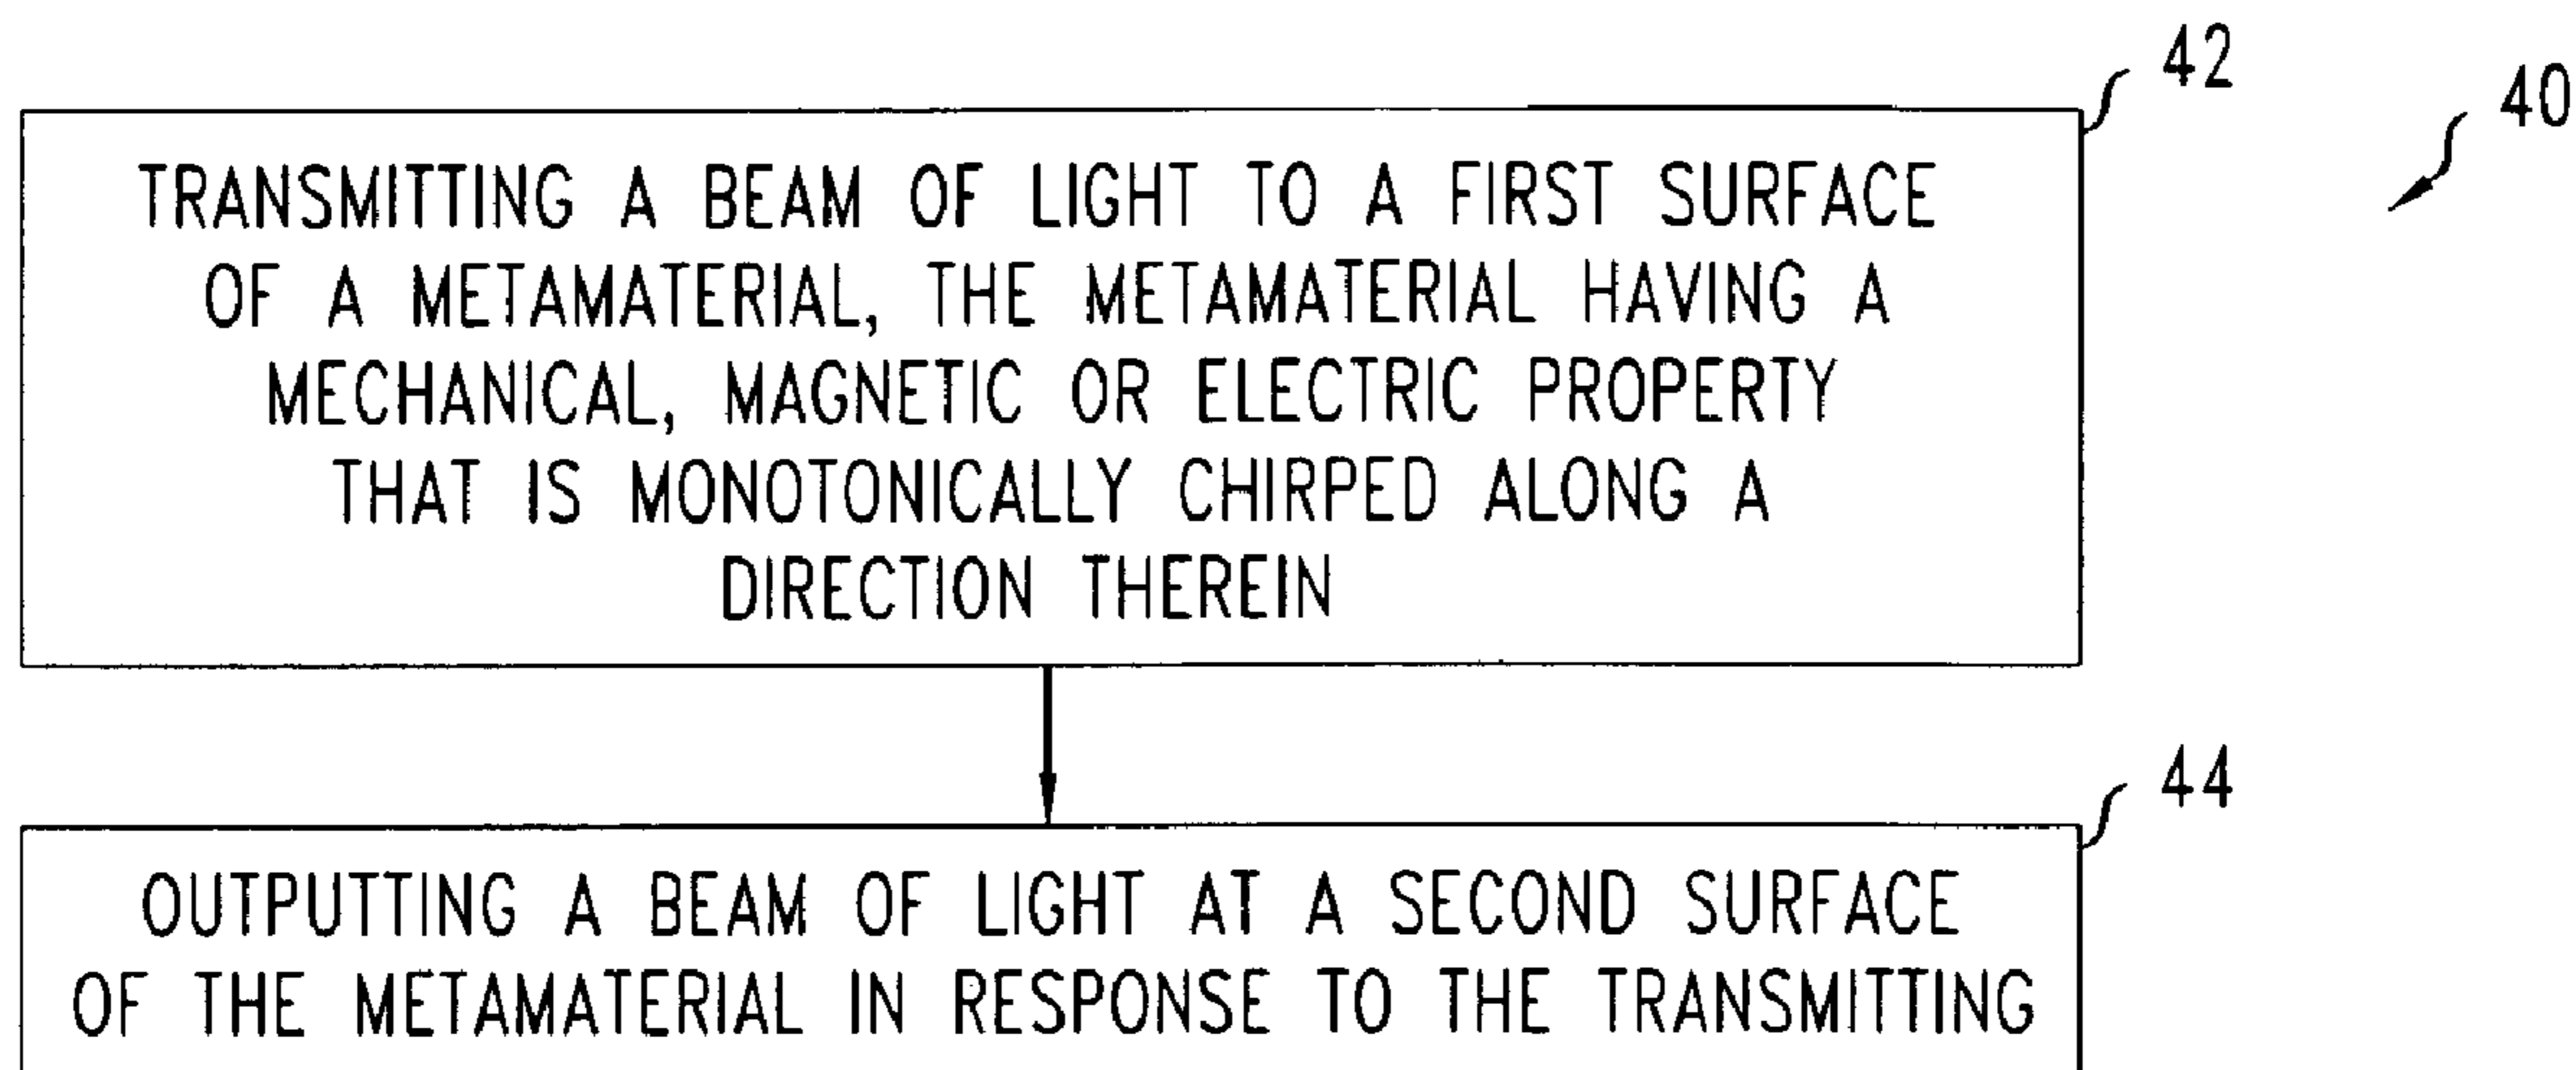 42
40
TRANSMITTING A BEAM OF LIGHT TO A FIRST SURFACE
OF A METAMATERIAL, THE METAMATERIAL HAVING A
MECHANICAL, MAGNETIC OR ELECTRIC PROPERTY
THAT IS MONOTONICALLY CHIRPED ALONG A
DIRECTION THEREIN
44
OUTPUTTING A BEAM OF LIGHT AT A SECOND SURFACE
OF THE METAMATERIAL IN RESPONSE TO THE TRANSMITTING